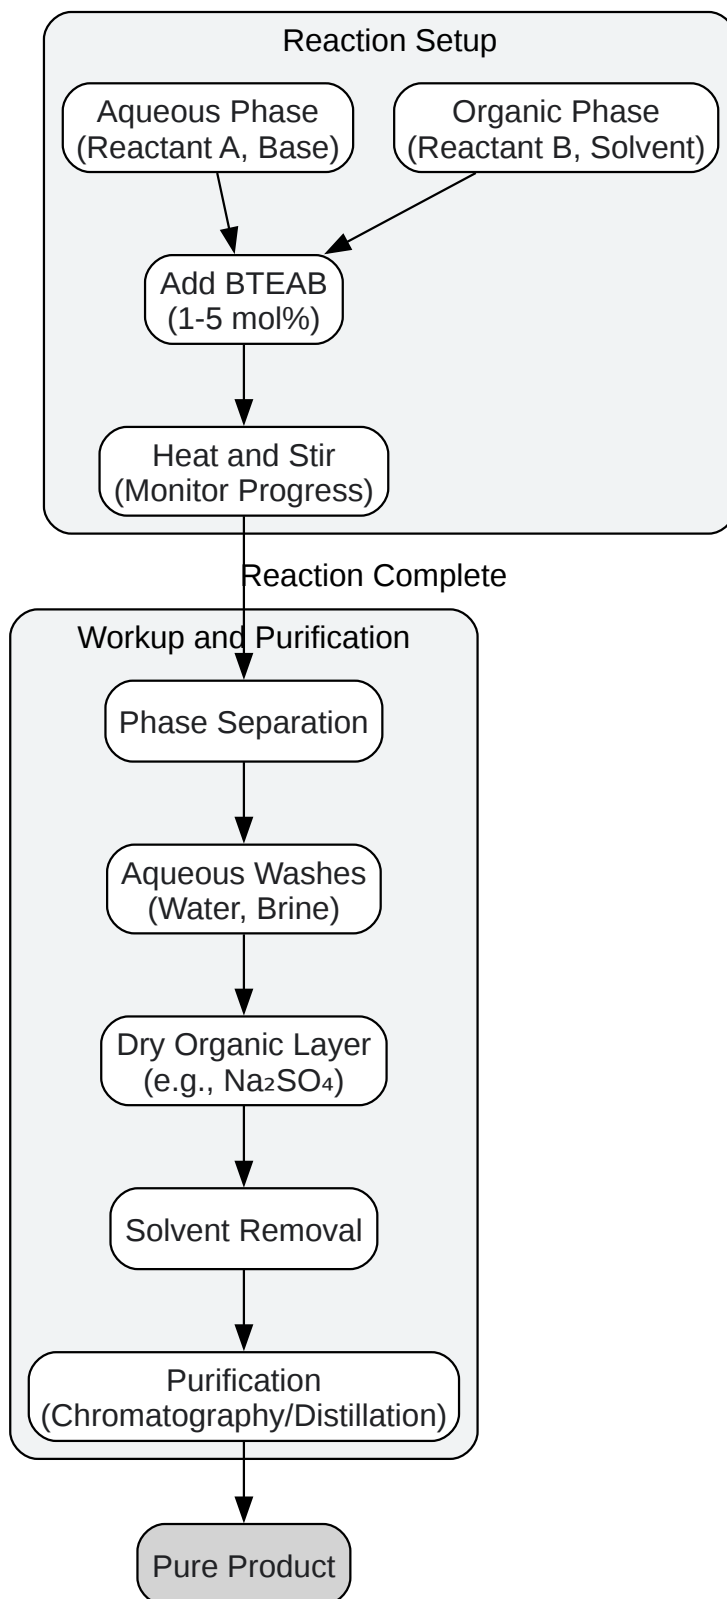 Reaction Setup
Aqueous Phase
(Reactant A, Base)
Organic Phase
(Reactant B, Solvent)
Add BTEAB
(1-5 mol%)
Heat and Stir
(Monitor Progress)
Reaction Complete
Workup and Purification
Phase Separation
Aqueous Washes
(Water, Brine)
Dry Organic Layer
(e.g., Na₂SO₄)
Solvent Removal
Purification
(Chromatography/Distillation)
Pure Product